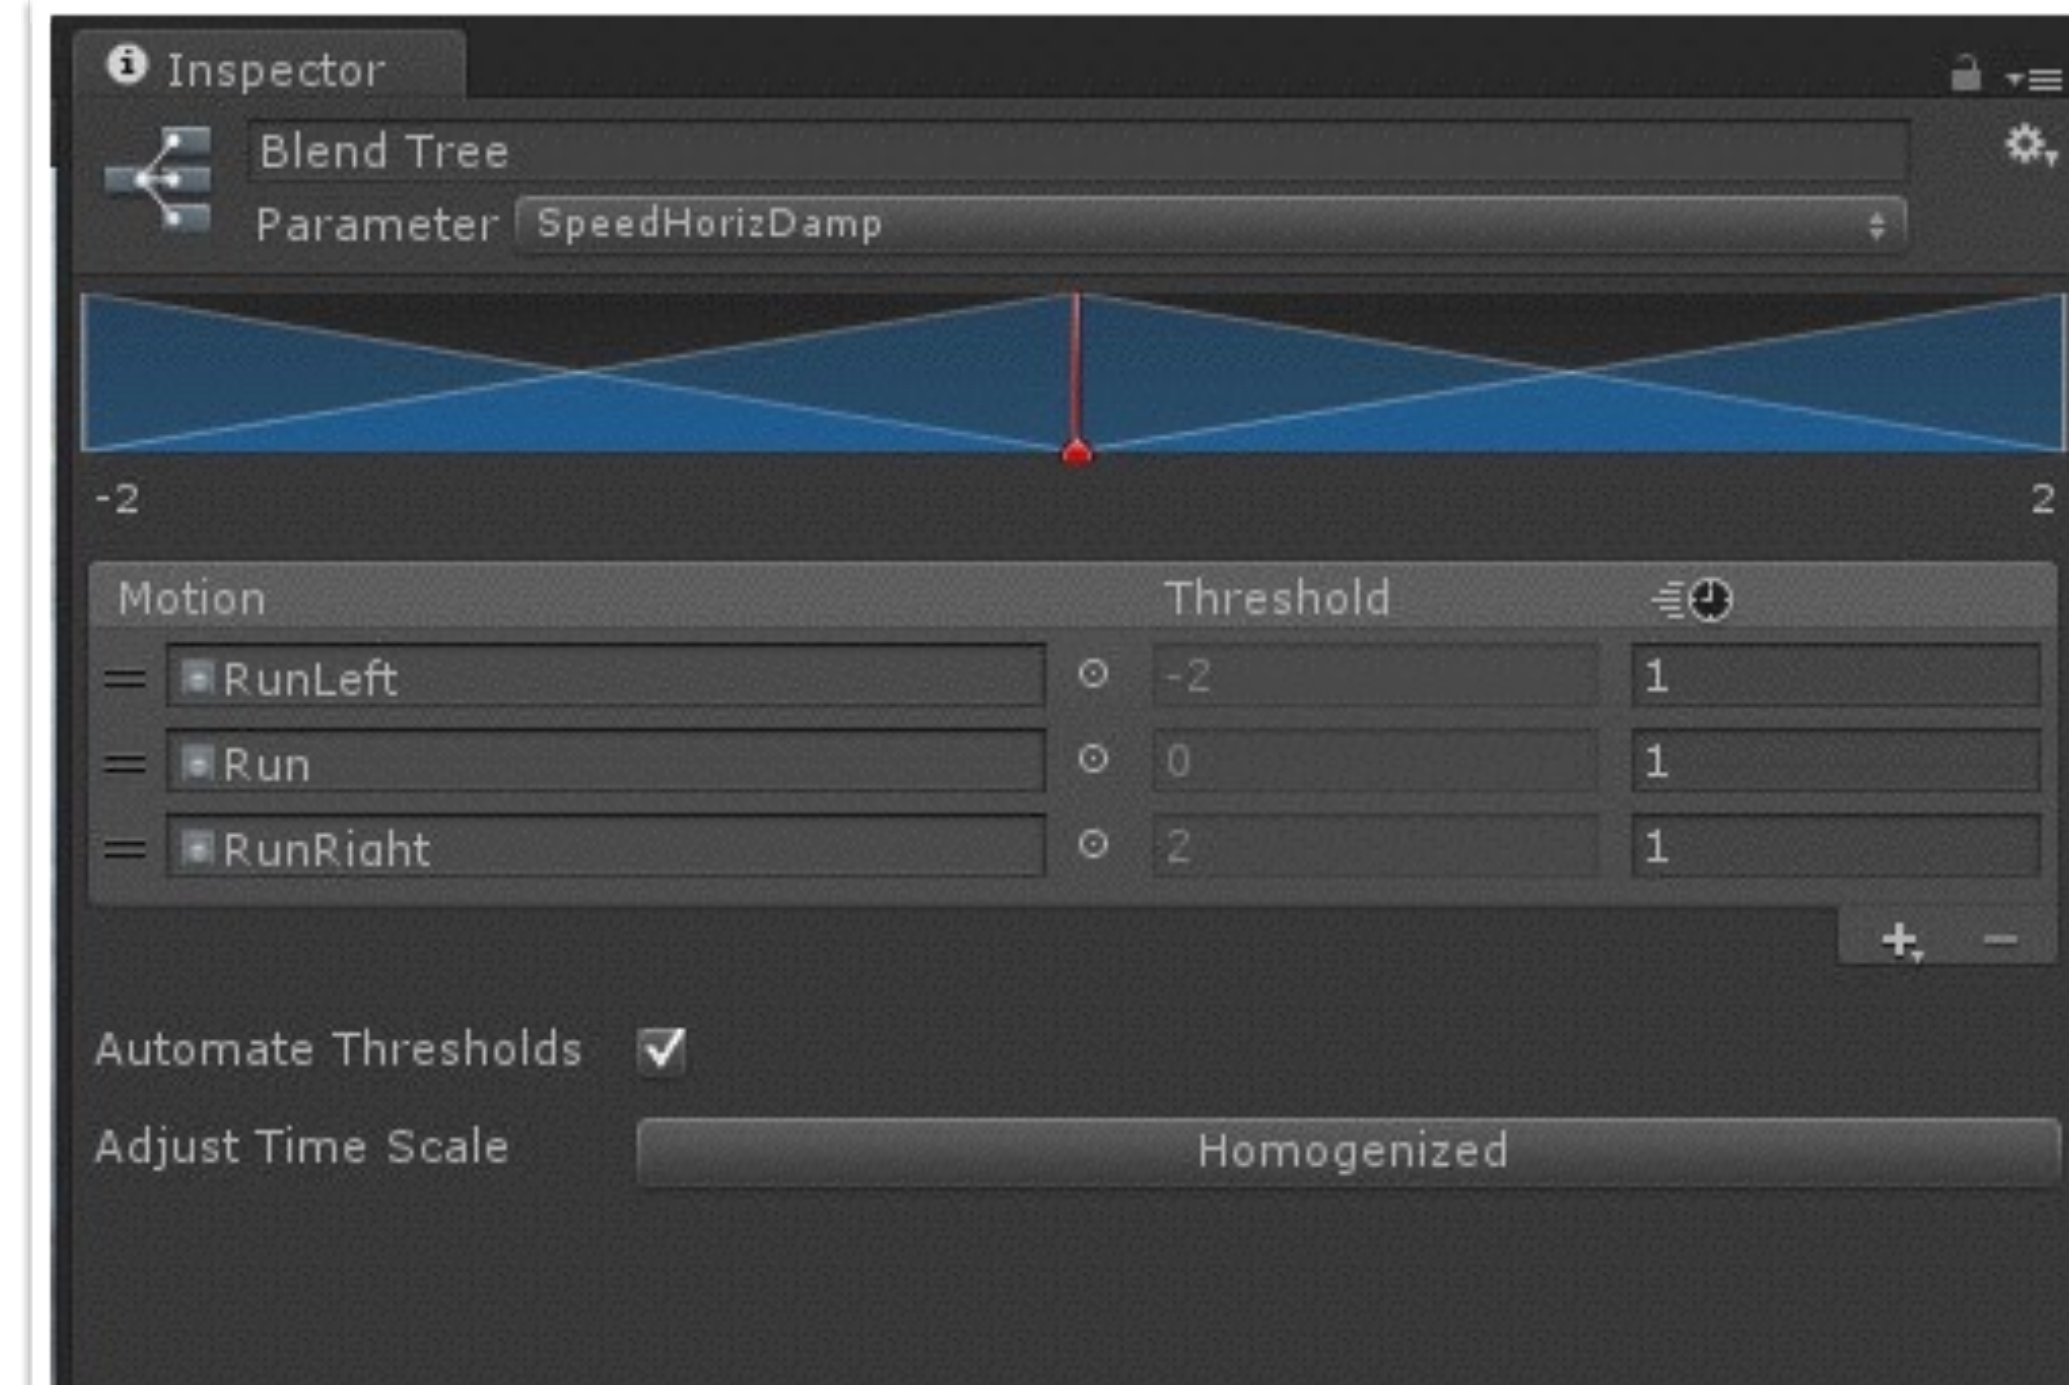 Inspector
Blend Tree
Parameter SpeedHorizDamp
-2 2
Motion Threshold
RunLeft -2 1
Run 0 1
RunRight 2 1
Automate Thresholds
Adjust Time Scale Homogenized